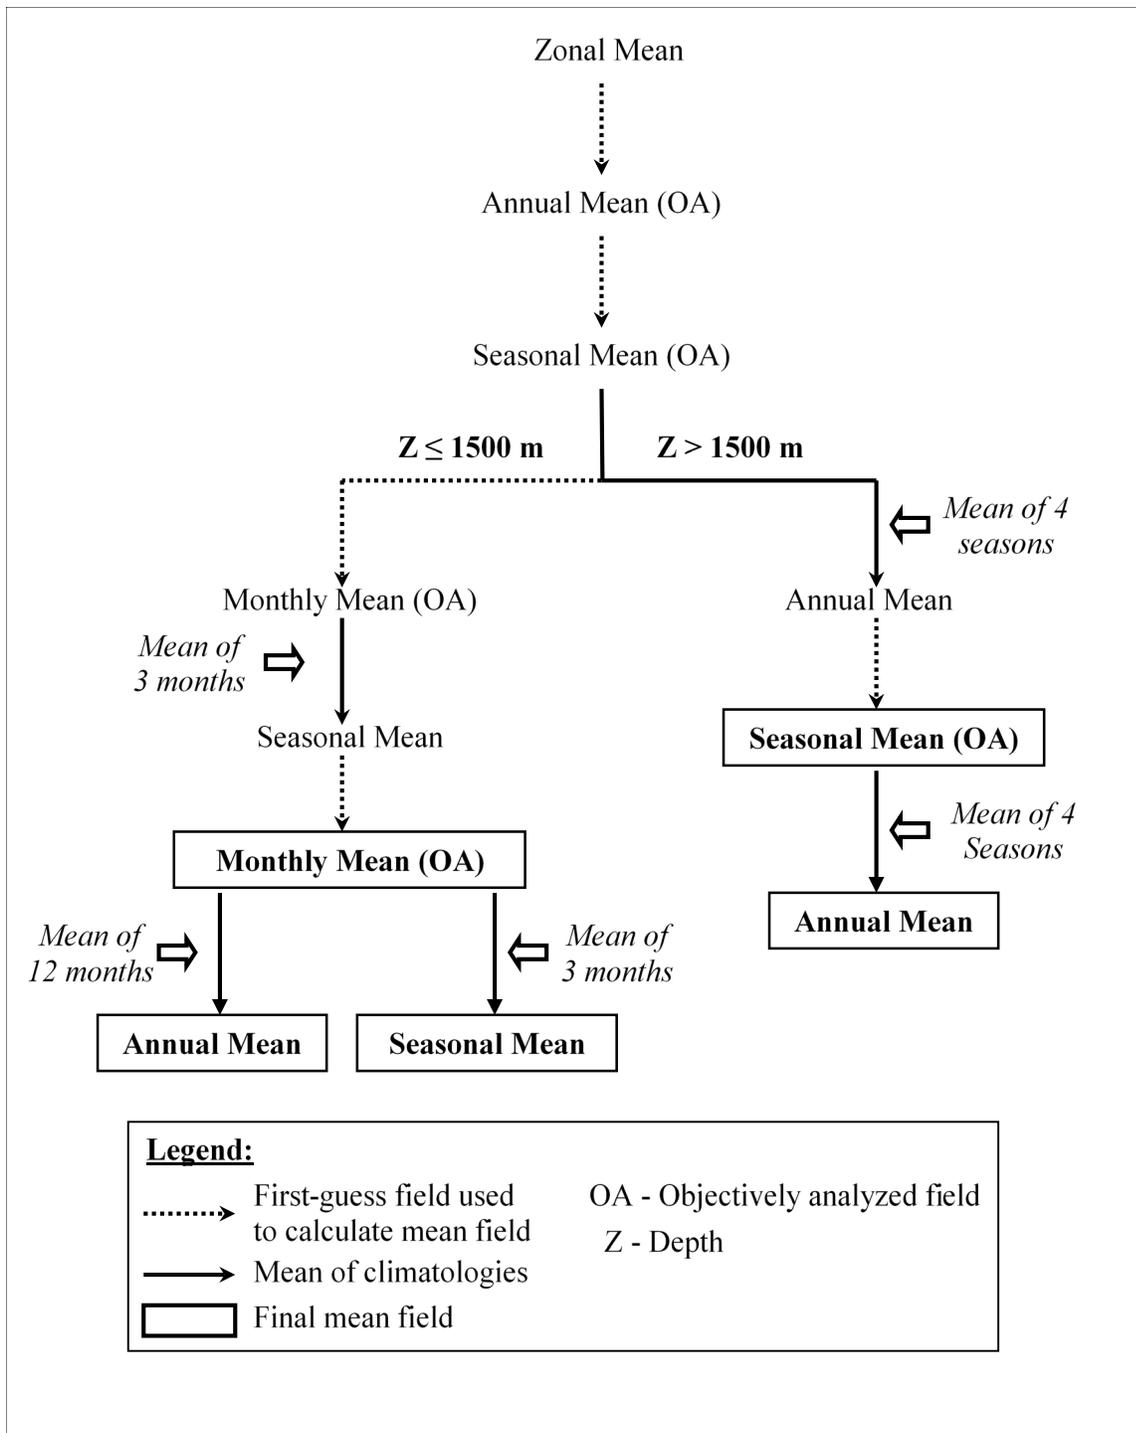 Zonal Mean
Annual Mean (OA)
Seasonal Mean (OA)
Z ≤ 1500 m
Z > 1500 m
Mean of 4
seasons
Monthly Mean (OA)
Annual Mean
Mean of
3 months
Seasonal Mean
Seasonal Mean (OA)
Mean of 4
Seasons
Monthly Mean (OA)
Annual Mean
Mean of
12 months
Mean of
3 months
Annual Mean
Seasonal Mean
Legend:
First-guess field used
to calculate mean field
Mean of climatologies
Final mean field
OA - Objectively analyzed field
Z - Depth